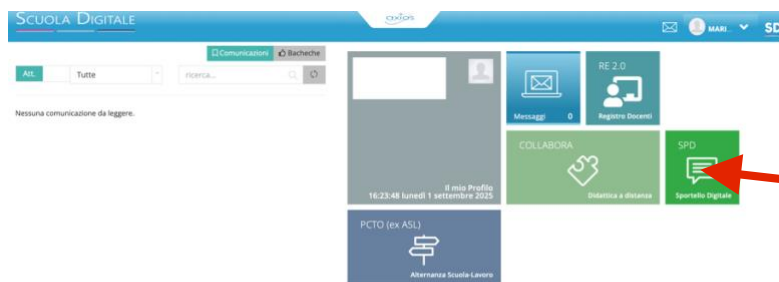 SCUOLA DIGITALE
axios
MARI...
SD
Comunicazioni
Bacheche
Att.
Tutte
ricerca...
Nessuna comunicazione da leggere.
Il mio Profilo
16:23:48 lunedì 1 settembre 2025
Messaggi 0
RE 2.0
Registro Docenti
COLLABORA
Didattica a distanza
SPD
Sportello Digitale
PCTO (ex ASL)
Alternanza Scuola-Lavoro